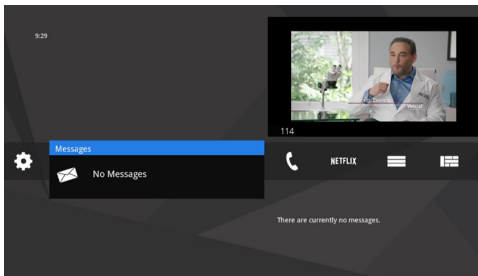 9:29
114
Messages
No Messages
NETFLIX
There are currently no messages.